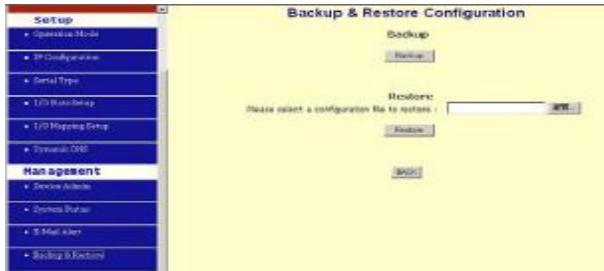 Setup
• Operation Mode
• IP Configuration
• Serial Type
• I/O Mapping Setup
• Dynamic DNS
Management
• Device Admin
• System Status
• E-Mail Alert
• Backup & Restore
Backup & Restore Configuration
Backup
Backup
Restore
Please select a configuration file to restore :
Restore
BACK